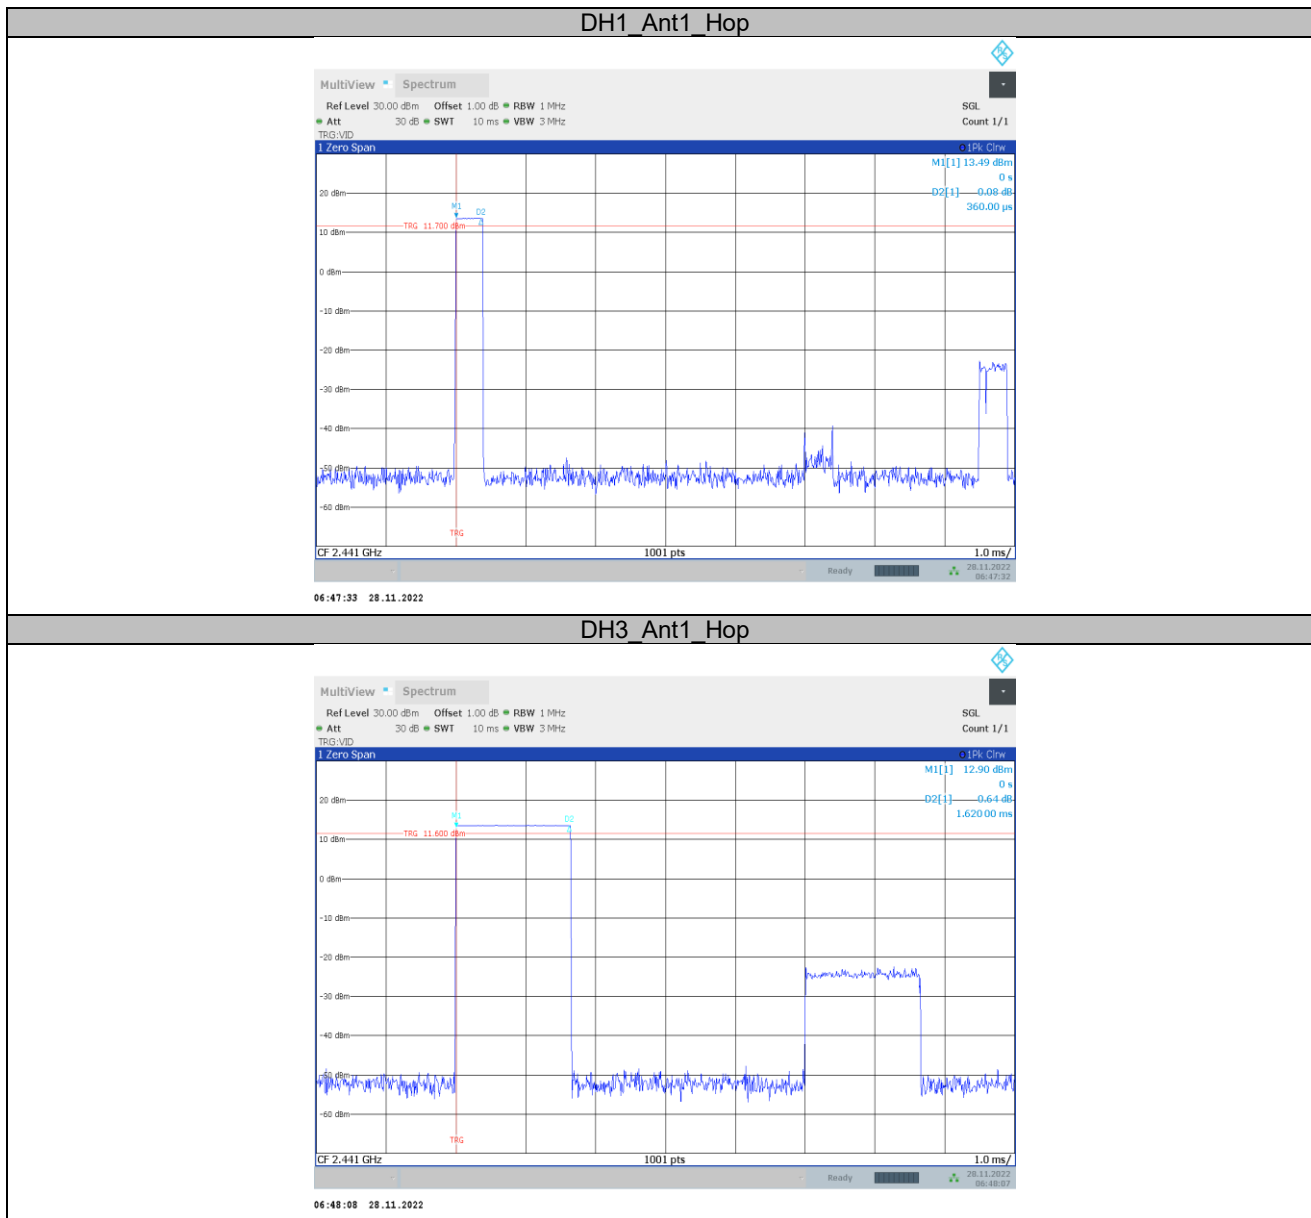 DH1_Ant1_Hop
MultiView Spectrum
Ref Level 30.00 dBm Offset 1.00 dB RBW 1 MHz SGL
Att 30 dB SWT 10 ms VBW 3 MHz Count 1/1
TRG:VID
1 Zero Span 1Pk Clrw
M1[1] 13.49 dBm
0 s
20 dBm D2[1] 0.08 dB
M1 D2 360.00 µs
TRG 11.700 dBm
10 dBm
0 dBm
-10 dBm
-20 dBm
-30 dBm
-40 dBm
-50 dBm
-60 dBm
TRG
CF 2.441 GHz 1001 pts 1.0 ms/
Ready 28.11.2022
06:47:32
06:47:33 28.11.2022
DH3_Ant1_Hop
MultiView Spectrum
Ref Level 30.00 dBm Offset 1.00 dB RBW 1 MHz SGL
Att 30 dB SWT 10 ms VBW 3 MHz Count 1/1
TRG:VID
1 Zero Span 1Pk Clrw
M1[1] 12.90 dBm
0 s
20 dBm D2[1] 0.64 dB
M1 D2 1.620 00 ms
TRG 11.600 dBm
10 dBm
0 dBm
-10 dBm
-20 dBm
-30 dBm
-40 dBm
-50 dBm
-60 dBm
TRG
CF 2.441 GHz 1001 pts 1.0 ms/
Ready 28.11.2022
06:48:07
06:48:08 28.11.2022